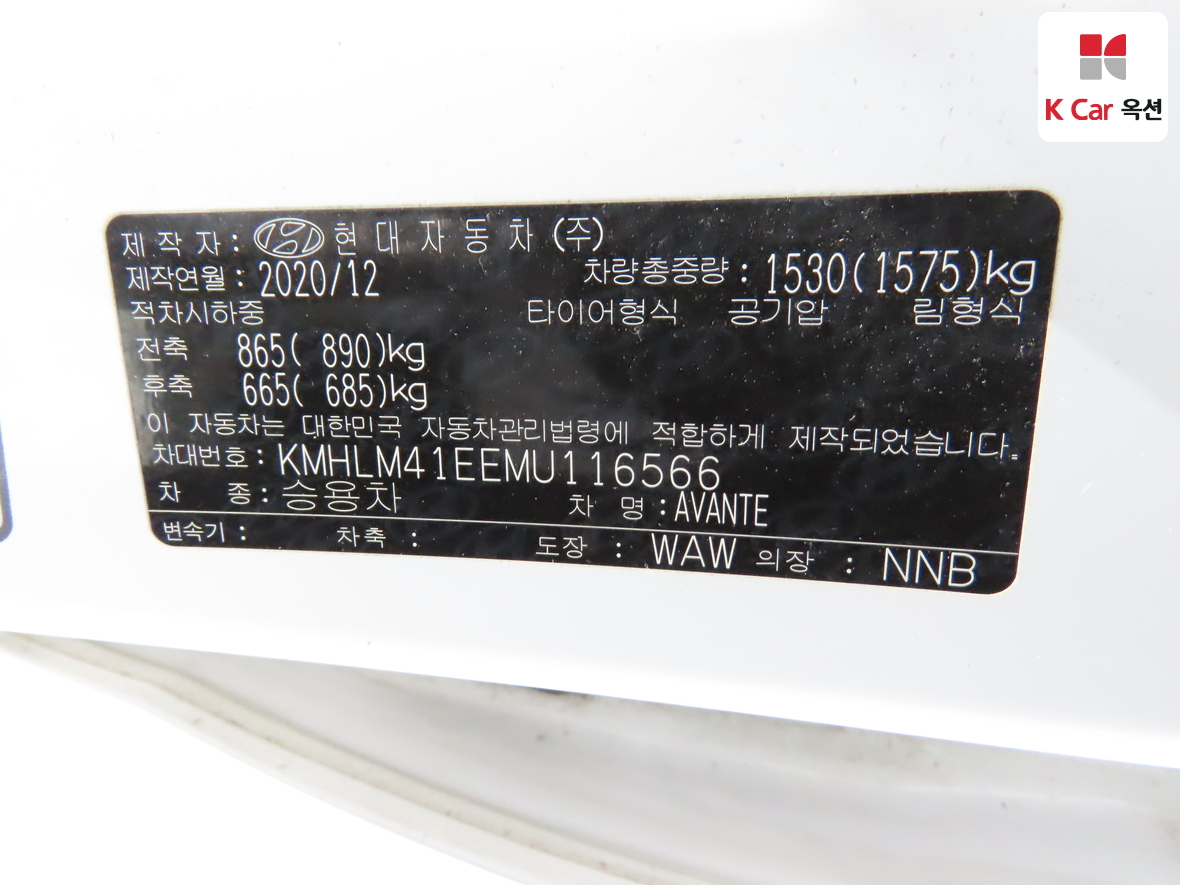 K Car 옥션
제 작 자 : 현 대 자 동 차 (주)
제작연월 : 2020/12 차량총중량 : 1530(1575)kg
적차시하중 타이어형식 공기압 림형식
전축 865( 890)kg
후축 665( 685)kg
이 자동차는 대한민국 자동차관리법령에 적합하게 제작되었습니다.
차대번호 : KMHLM41EEMU116566
차 종 : 승용차 차 명 : AVANTE
변속기 : 차축 : 도장 : WAW 의장 : NNB